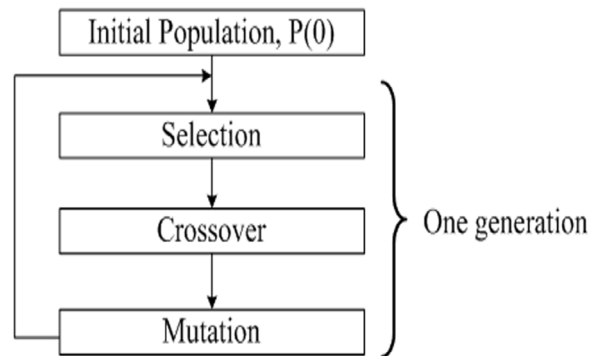 Initial Population, P(0)
Selection
Crossover
One generation
Mutation